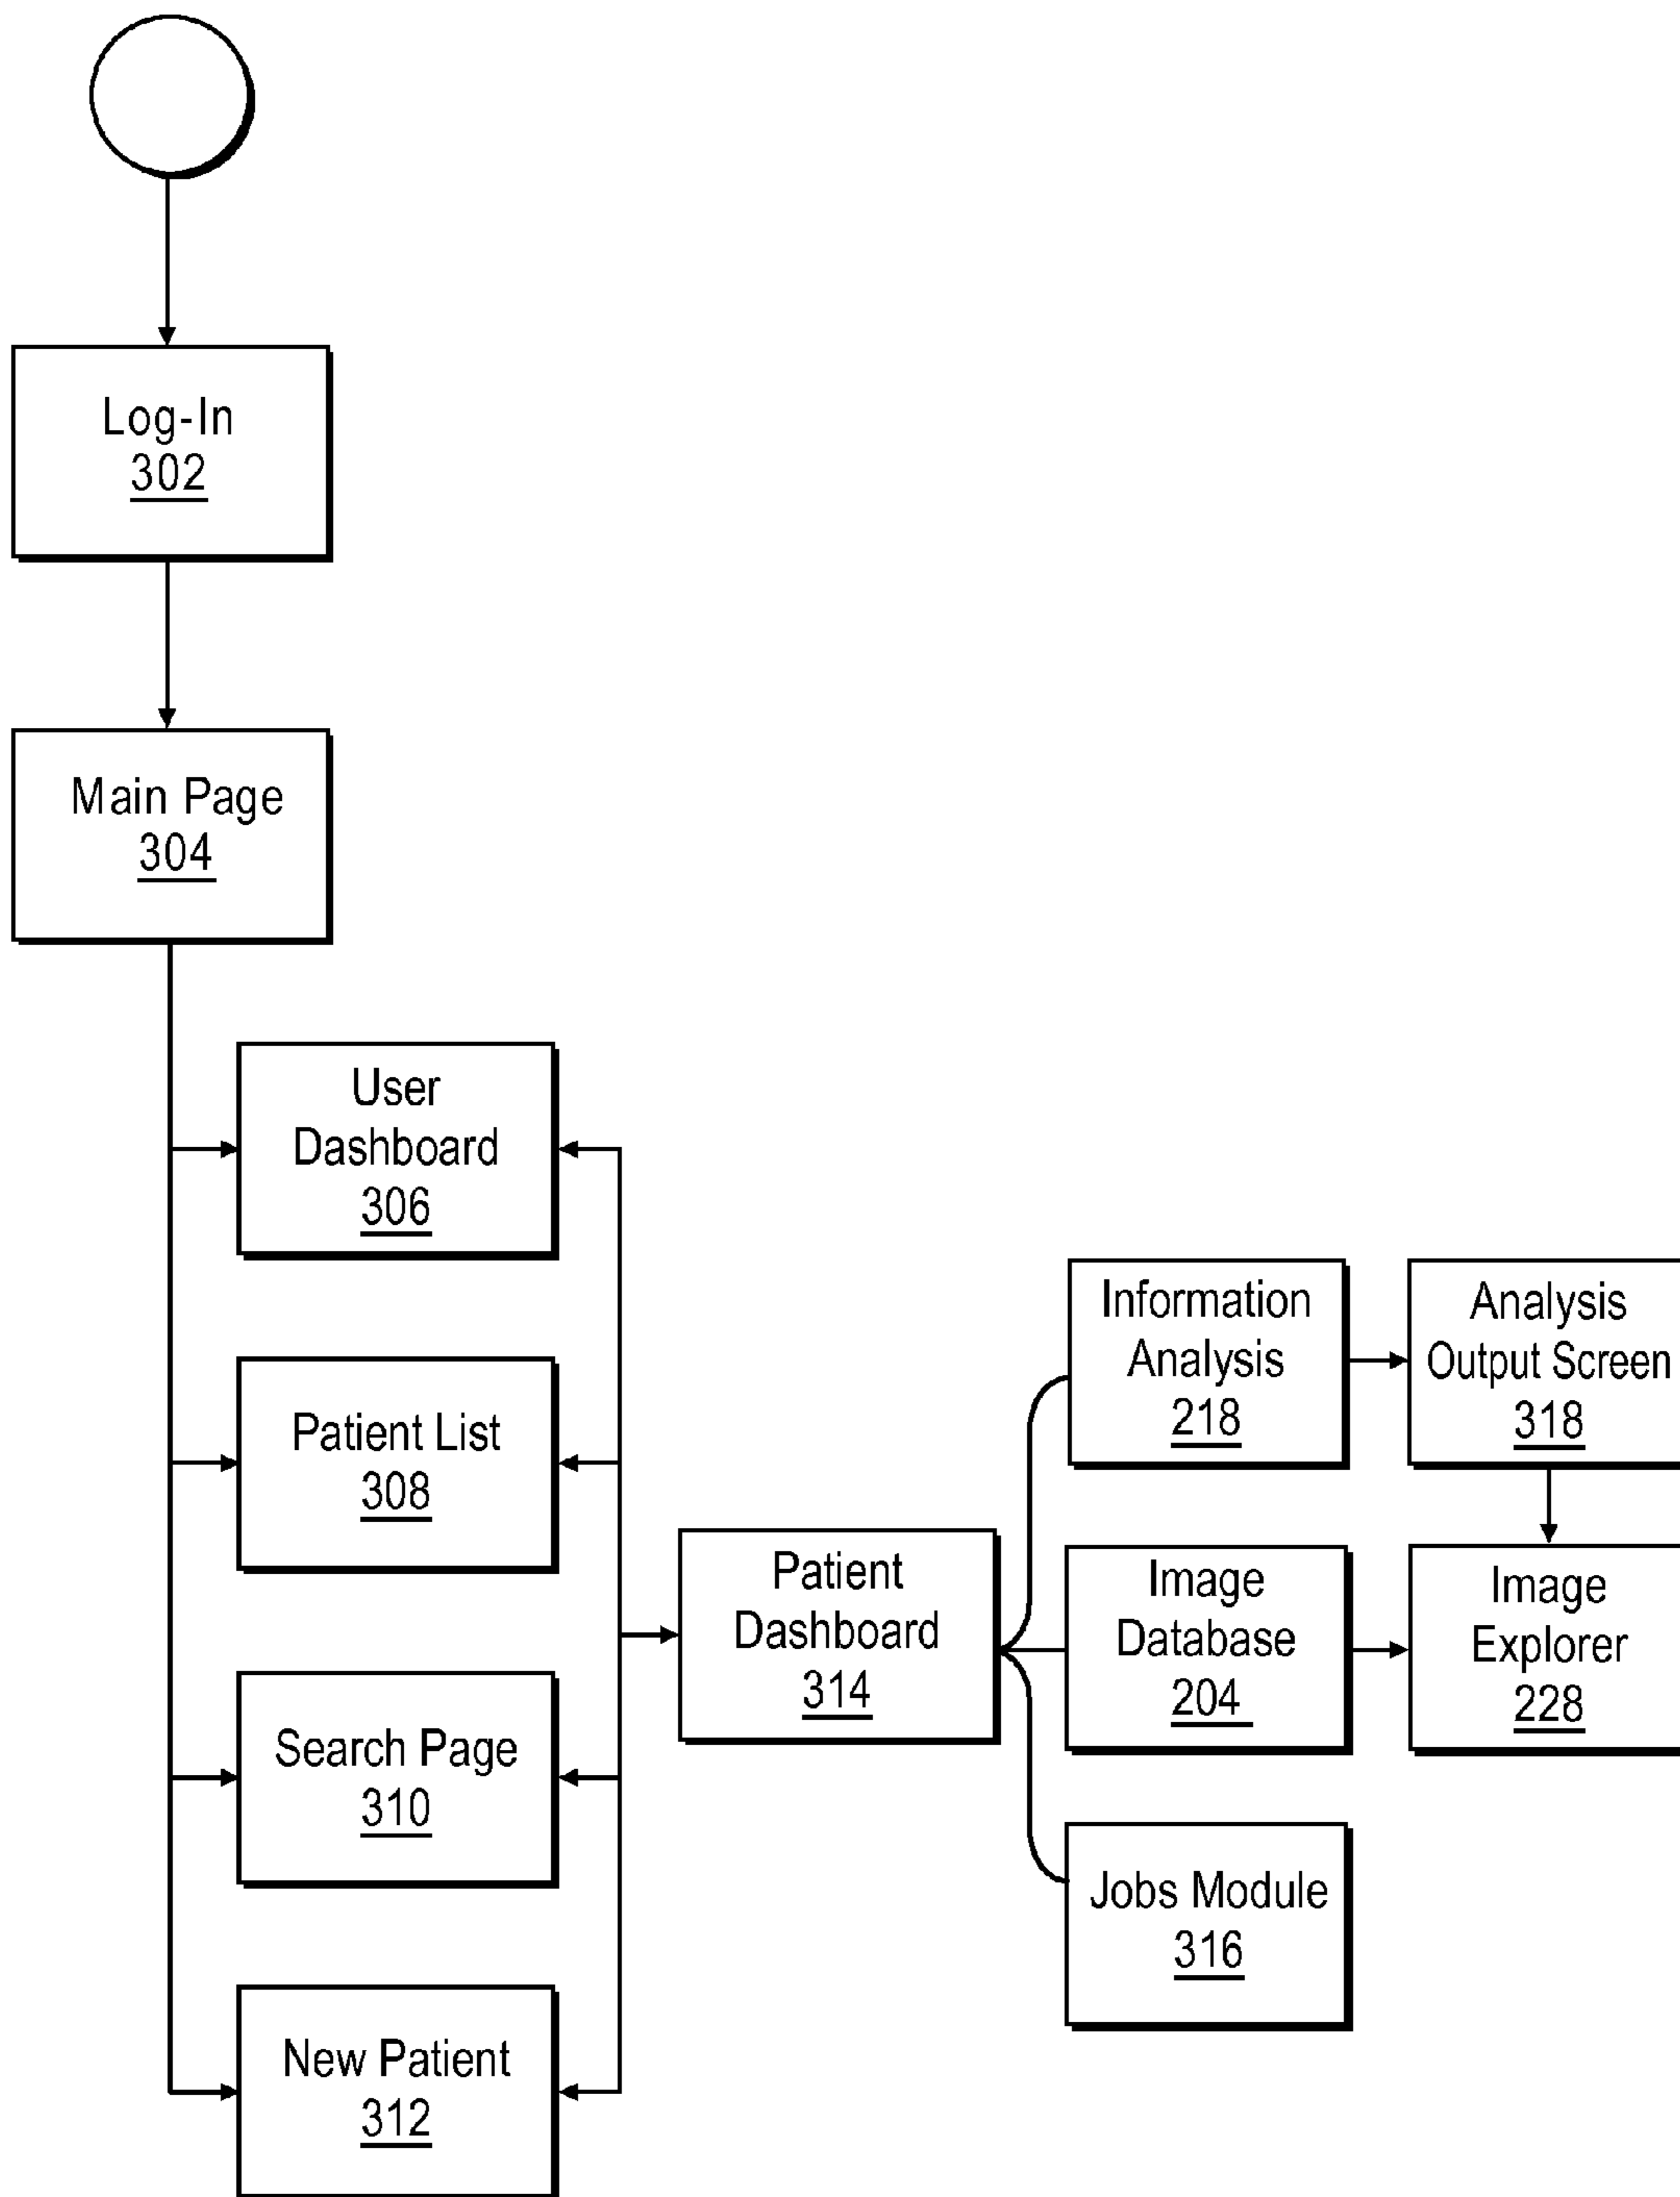 Log-In
302
Main Page
304
User
Dashboard
306
Patient List
308
Search Page
310
New Patient
312
Patient
Dashboard
314
Information
Analysis
218
Analysis
Output Screen
318
Image
Database
204
Image
Explorer
228
Jobs Module
316